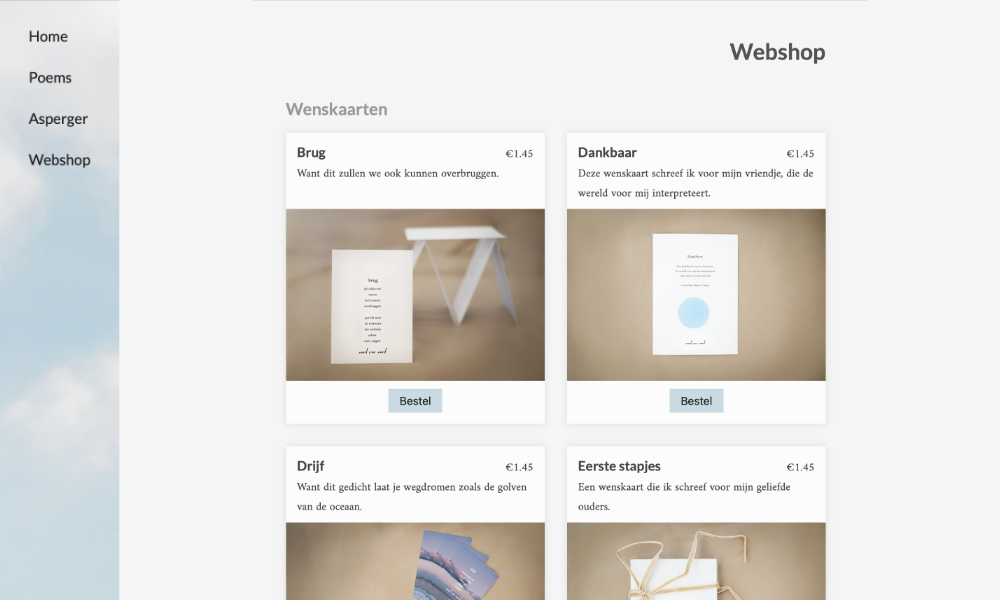 Home
Poems
Asperger
Webshop
Webshop
Wenskaarten
Brug
€1.45
Want dit zullen we ook kunnen overbruggen.
Dankbaar
€1.45
Deze wenskaart schreef ik voor mijn vriendje, die de
wereld voor mij interpreteert.
brug
Dankbaar
Bestel
Bestel
Drijf
€1.45
Want dit gedicht laat je wegdromen zoals de golven
van de oceaan.
Eerste stapjes
€1.45
Een wenskaart die ik schreef voor mijn geliefde
ouders.